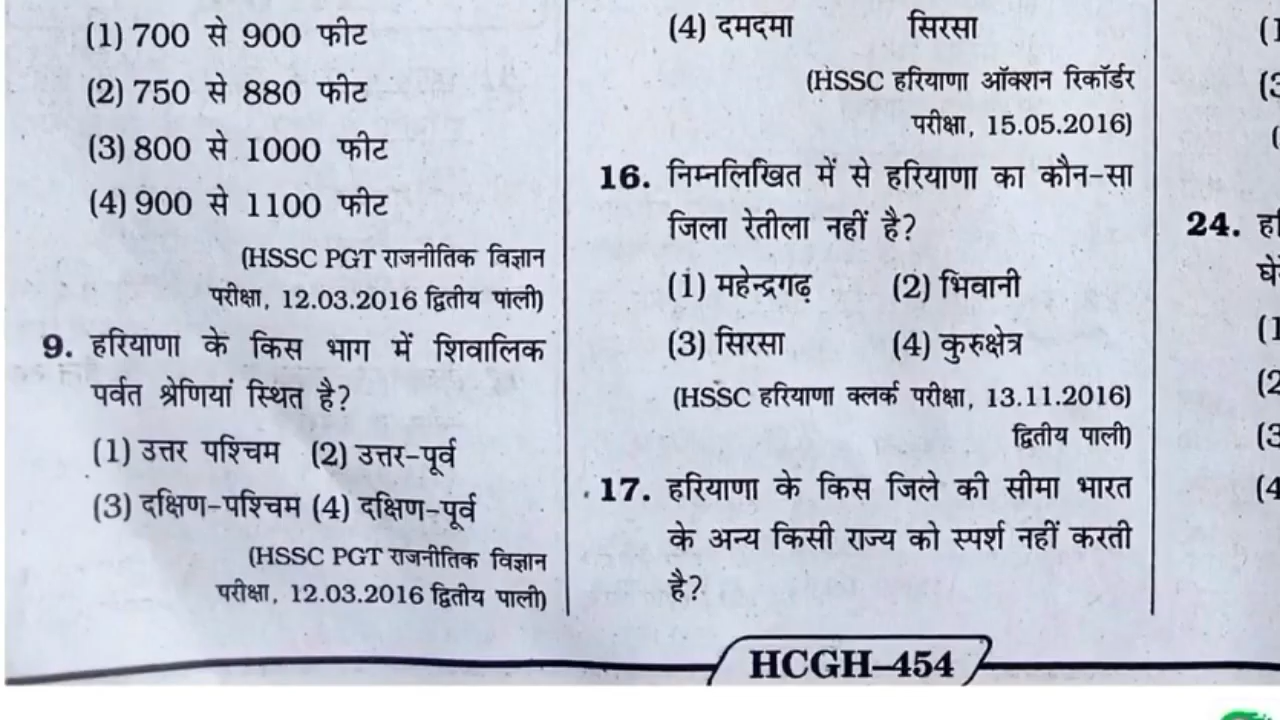 (1) 700 से 900 फीट
(2) 750 से 880 फीट
(3) 800 से 1000 फीट
(4) 900 से 1100 फीट
(HSSC PGT राजनीतिक विज्ञान
परीक्षा, 12.03.2016 द्वितीय पाली)
9. हरियाणा के किस भाग में शिवालिक
पर्वत श्रेणियां स्थित है?
(1) उत्तर पश्चिम (2) उत्तर-पूर्व
(3) दक्षिण-पश्चिम (4) दक्षिण-पूर्व
(HSSC PGT राजनीतिक विज्ञान
परीक्षा, 12.03.2016 द्वितीय पाली)
(4) दमदमा सिरसा
(HSSC हरियाणा ऑक्शन रिकॉर्डर
परीक्षा, 15.05.2016)
16. निम्नलिखित में से हरियाणा का कौन-सा
जिला रेतीला नहीं है?
(1) महेन्द्रगढ़ (2) भिवानी
(3) सिरसा (4) कुरुक्षेत्र
(HSSC हरियाणा क्लर्क परीक्षा, 13.11.2016)
द्वितीय पाली)
17. हरियाणा के किस जिले की सीमा भारत
के अन्य किसी राज्य को स्पर्श नहीं करती
है?
24.
HCGH–454